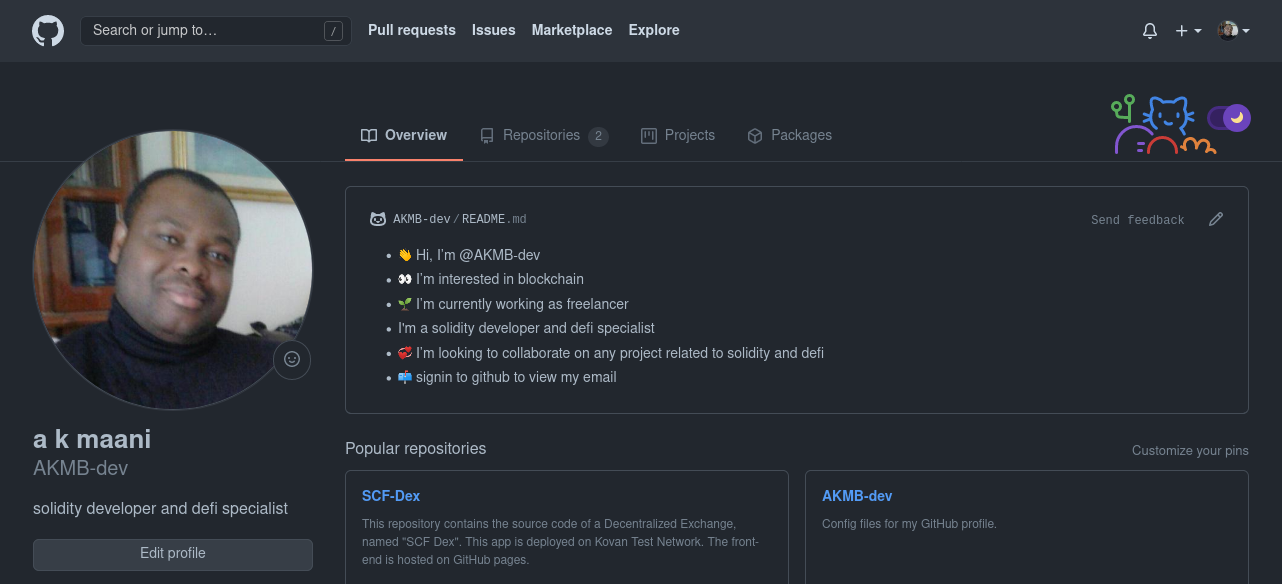 Search or jump to…
/
Pull requests
Issues
Marketplace
Explore
Overview
Repositories 2
Projects
Packages
AKMB-dev/README.md
Send feedback
Hi, I'm @AKMB-dev
I'm interested in blockchain
I'm currently working as freelancer
I'm a solidity developer and defi specialist
I'm looking to collaborate on any project related to solidity and defi
signin to github to view my email
a k maani
AKMB-dev
solidity developer and defi specialist
Edit profile
Popular repositories
Customize your pins
SCF-Dex
This repository contains the source code of a Decentralized Exchange,
named "SCF Dex". This app is deployed on Kovan Test Network. The front-
end is hosted on GitHub pages.
AKMB-dev
Config files for my GitHub profile.